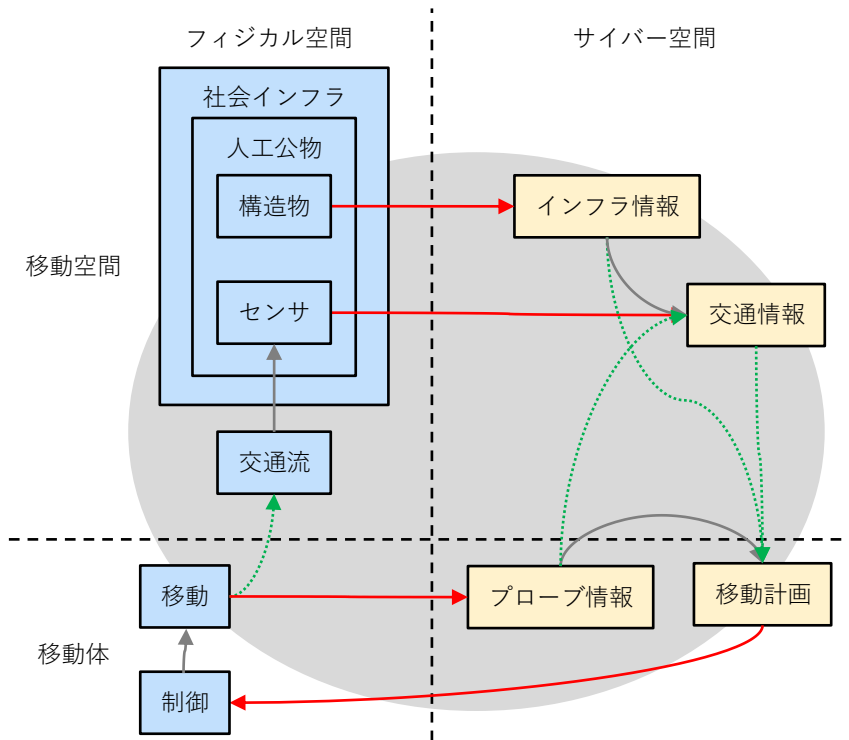 フィジカル空間
サイバー空間
社会インフラ
人工公物
構造物
インフラ情報
移動空間
センサ
交通情報
交通流
移動
プローブ情報
移動計画
移動体
制御